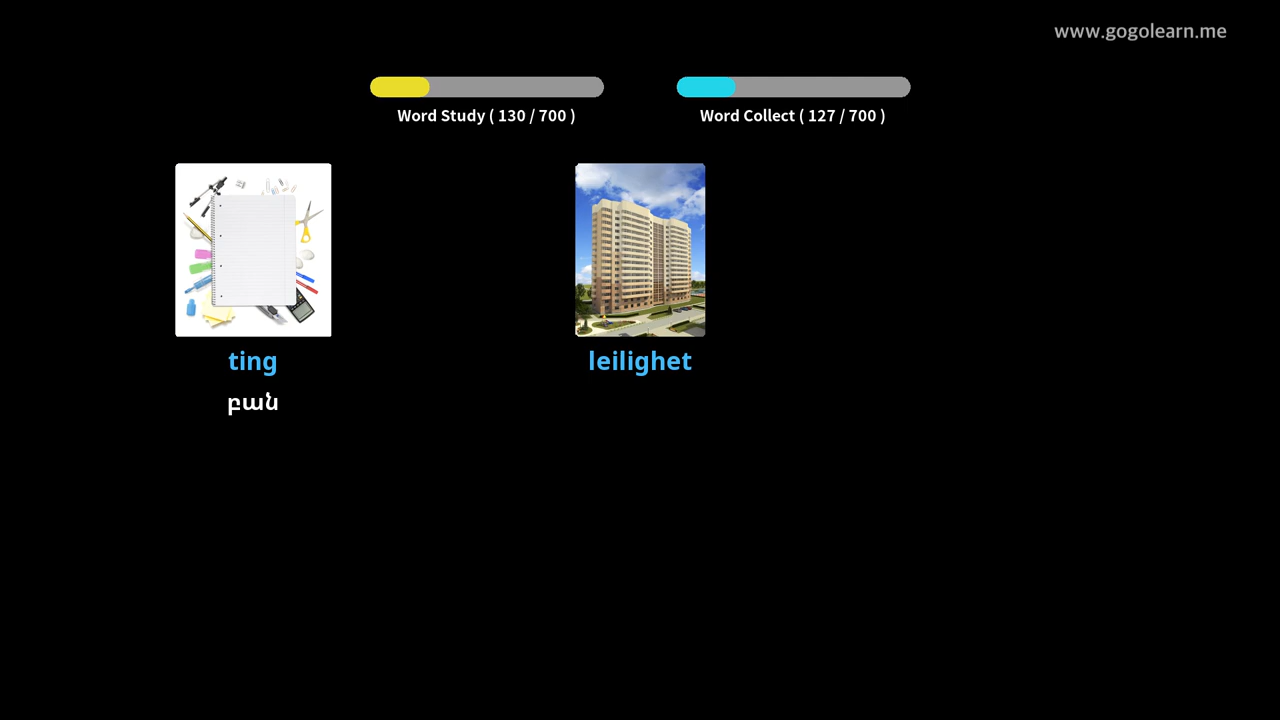 www.gogolearn.me
Word Study ( 130 / 700 )
Word Collect ( 127 / 700 )
ting
leilighet
բան